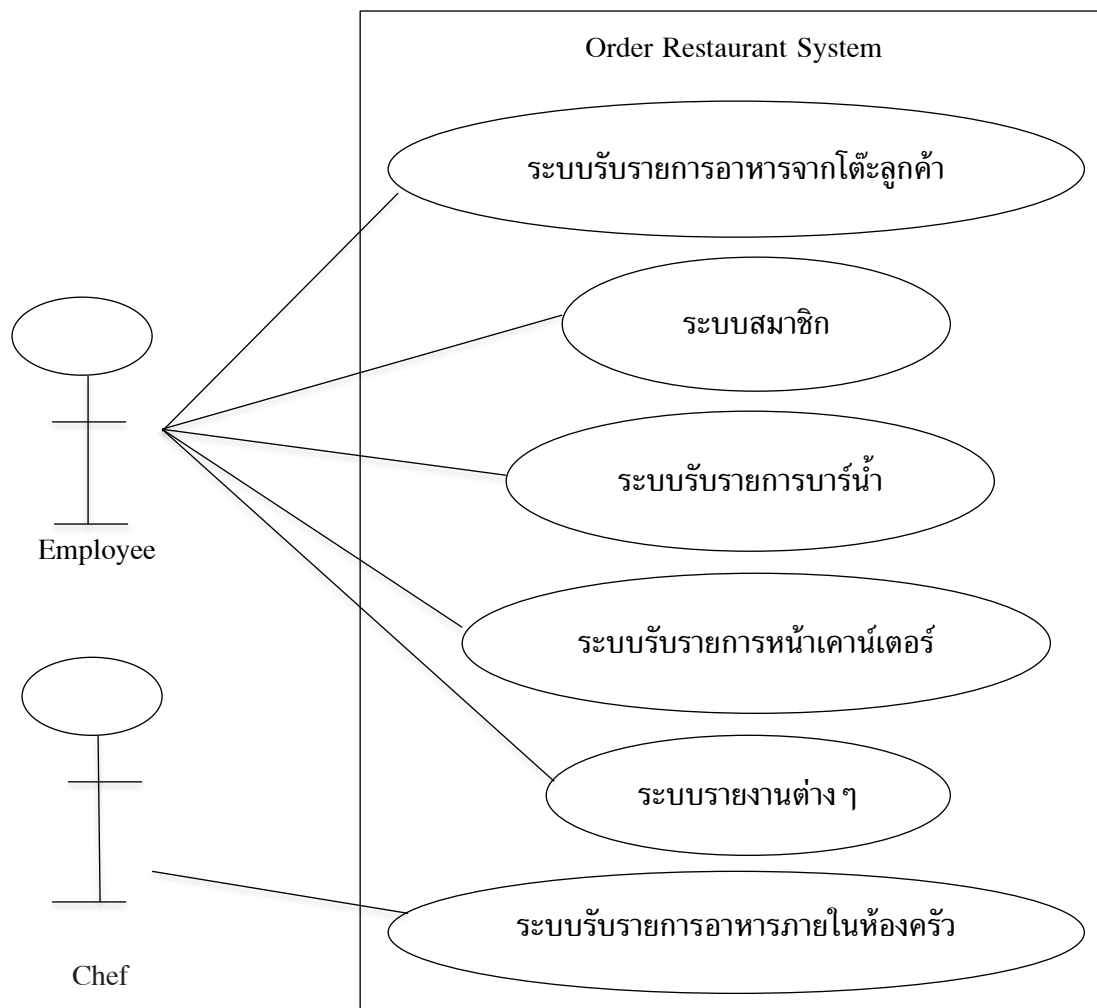 Order Restaurant System
ระบบรับรายการอาหารจากโต๊ะลูกค้า
ระบบสมาชิก
ระบบรับรายการบาร์น้ำ
Employee
ระบบรับรายการหน้าเคาน์เตอร์
ระบบรายงานต่าง ๆ
ระบบรับรายการอาหารภายในห้องครัว
Chef